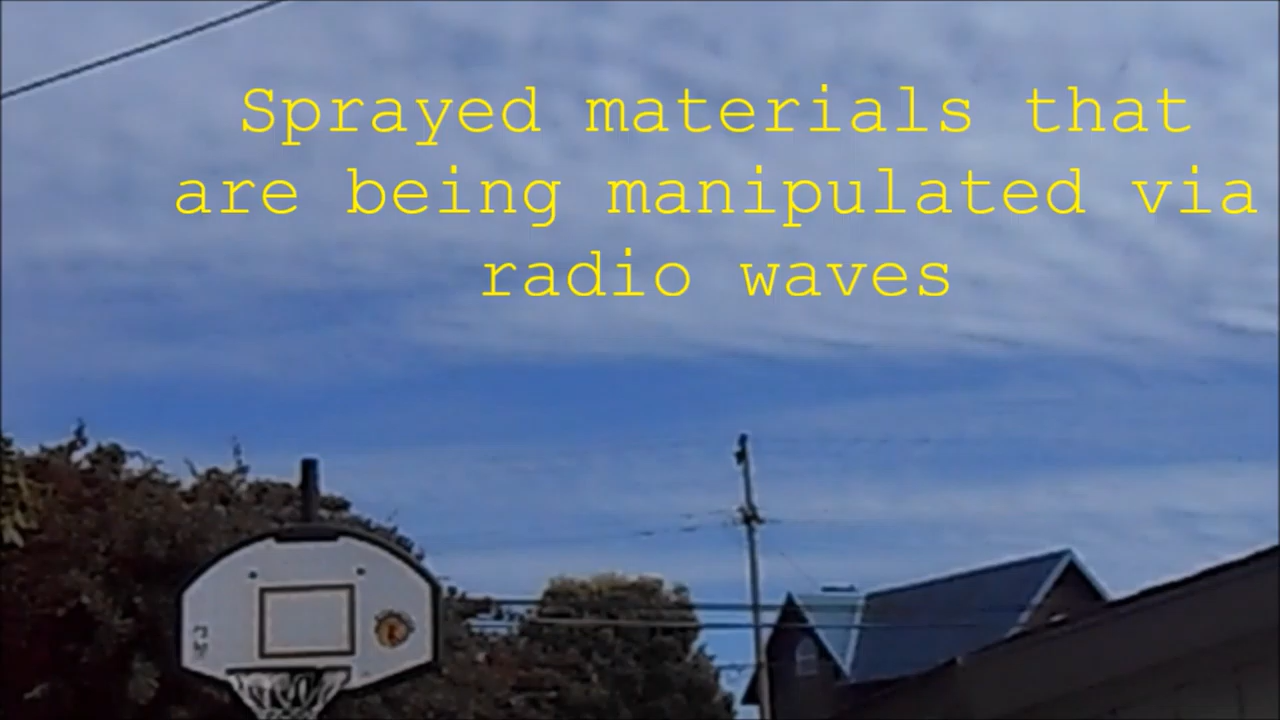 Sprayed materials that
are being manipulated via
radio waves